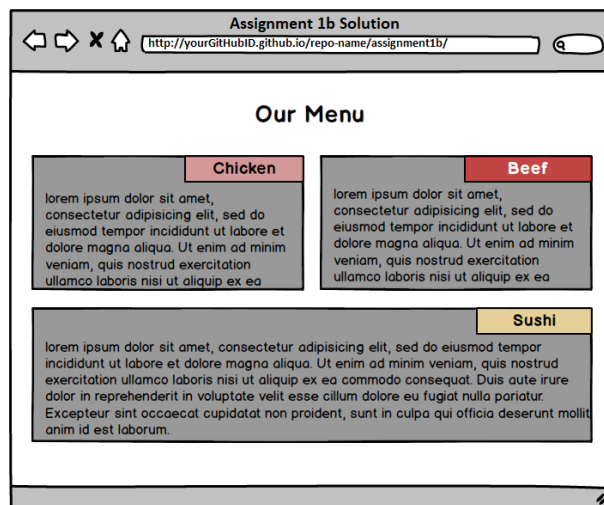 Assignment 1b Solution
http://yourGitHubID.github.io/repo-name/assignment1b/
Our Menu
Chicken
lorem ipsum dolor sit amet,
consectetur adipisicing elit, sed do
eiusmod tempor incididunt ut labore et
dolore magna aliqua. Ut enim ad minim
veniam, quis nostrud exercitation
ullamco laboris nisi ut aliquip ex ea
Beef
lorem ipsum dolor sit amet,
consectetur adipisicing elit, sed do
eiusmod tempor incididunt ut labore et
dolore magna aliqua. Ut enim ad minim
veniam, quis nostrud exercitation
ullamco laboris nisi ut aliquip ex ea
Sushi
lorem ipsum dolor sit amet, consectetur adipisicing elit, sed do eiusmod tempor
incididunt ut labore et dolore magna aliqua. Ut enim ad minim veniam, quis nostrud
exercitation ullamco laboris nisi ut aliquip ex ea commodo consequat. Duis aute irure
dolor in reprehenderit in voluptate velit esse cillum dolore eu fugiat nulla pariatur.
Excepteur sint occaecat cupidatat non proident, sunt in culpa qui officia deserunt mollit
anim id est laborum.